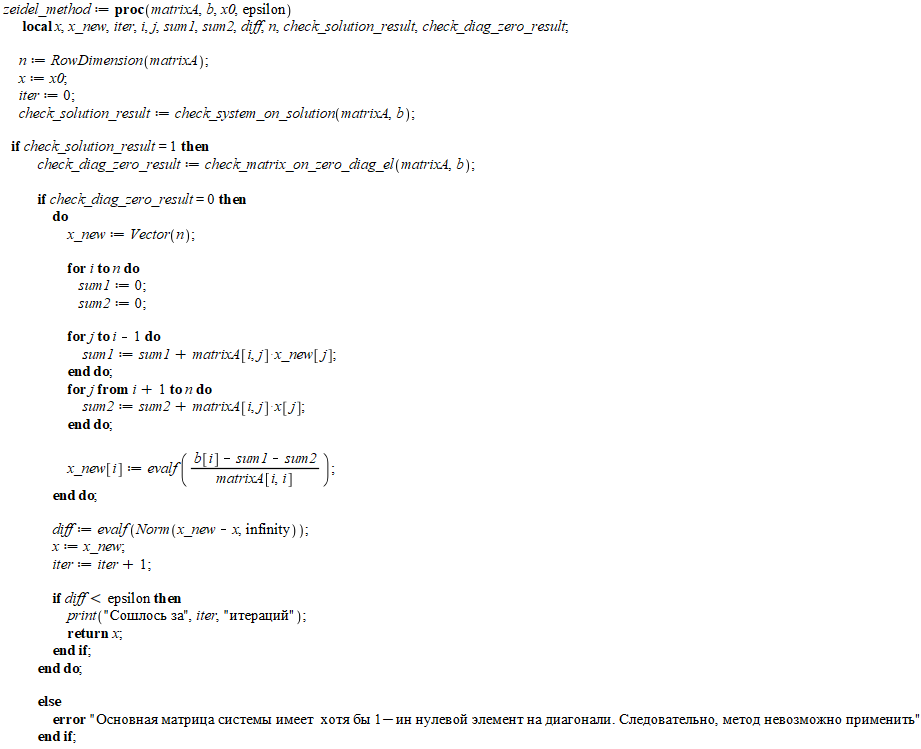 zeidel_method := proc(matrixA, b, x0, epsilon)
local x, x_new, iter, i, j, sum1, sum2, diff, n, check_solution_result, check_diag_zero_result;
n := RowDimension(matrixA);
x := x0;
iter := 0;
check_solution_result := check_system_on_solution(matrixA, b);
if check_solution_result = 1 then
check_diag_zero_result := check_matrix_on_zero_diag_el(matrixA, b);
if check_diag_zero_result = 0 then
do
x_new := Vector(n);
for i to n do
sum1 := 0;
sum2 := 0;
for j to i - 1 do
sum1 := sum1 + matrixA[i, j]·x_new[j];
end do;
for j from i + 1 to n do
sum2 := sum2 + matrixA[i, j]·x[j];
end do;
x_new[i] := evalf( (b[i] - sum1 - sum2) / matrixA[i, i] );
end do;
diff := evalf(Norm(x_new - x, infinity));
x := x_new;
iter := iter + 1;
if diff < epsilon then
print("Сошлось за", iter, "итераций");
return x;
end if;
end do;
else
error "Основная матрица системы имеет хотя бы 1-ин нулевой элемент на диагонали. Следовательно, метод невозможно применить"
end if;